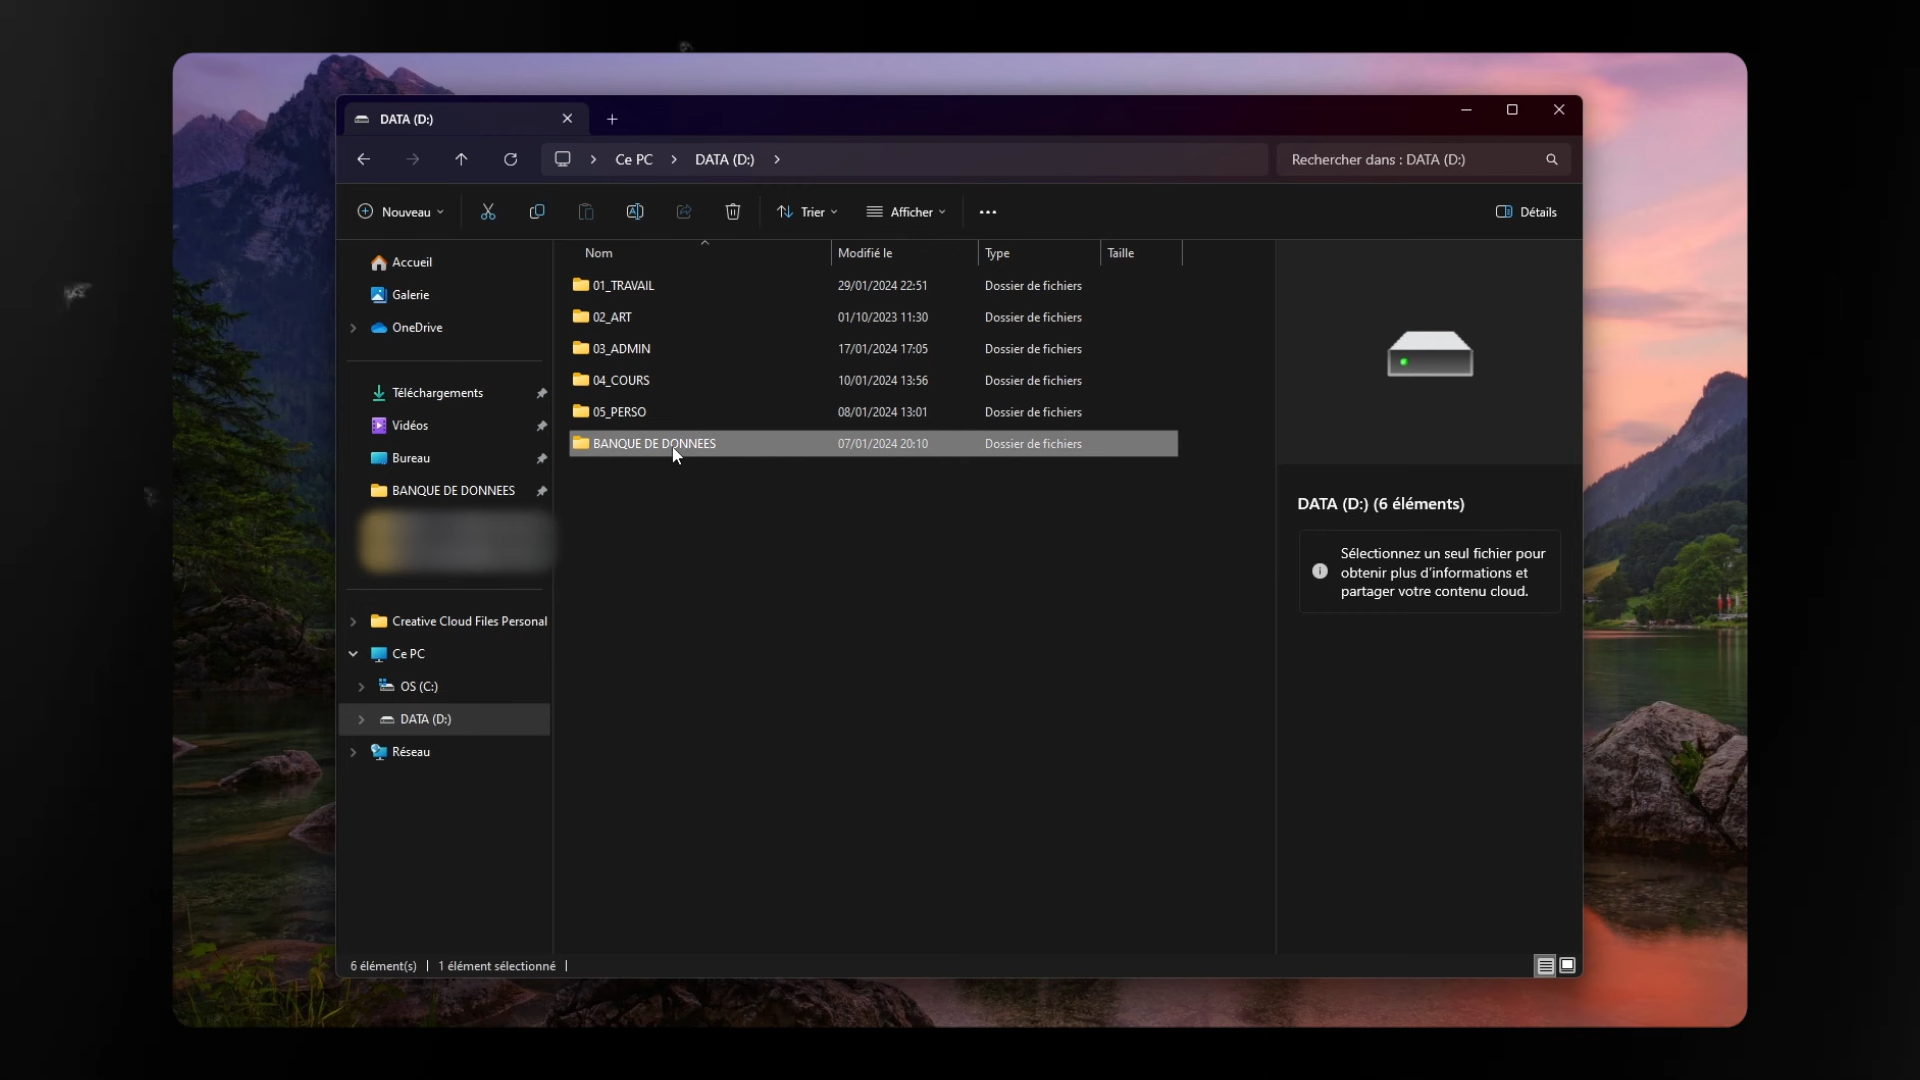 DATA (D:)
Ce PC
DATA (D:)
Rechercher dans : DATA (D:)
Nouveau
Trier
Afficher
Détails
Accueil
Galerie
OneDrive
Téléchargements
Vidéos
Bureau
BANQUE DE DONNEES
Creative Cloud Files Personal
Ce PC
OS (C:)
DATA (D:)
Réseau
Nom Modifié le Type Taille
01_TRAVAIL 29/01/2024 22:51 Dossier de fichiers
02_ART 01/10/2023 11:30 Dossier de fichiers
03_ADMIN 17/01/2024 17:05 Dossier de fichiers
04_COURS 10/01/2024 13:56 Dossier de fichiers
05_PERSO 08/01/2024 13:01 Dossier de fichiers
BANQUE DE DONNEES 07/01/2024 20:10 Dossier de fichiers
DATA (D:) (6 éléments)
Sélectionnez un seul fichier pour
obtenir plus d'informations et
partager votre contenu cloud.
6 élément(s)
1 élément sélectionné